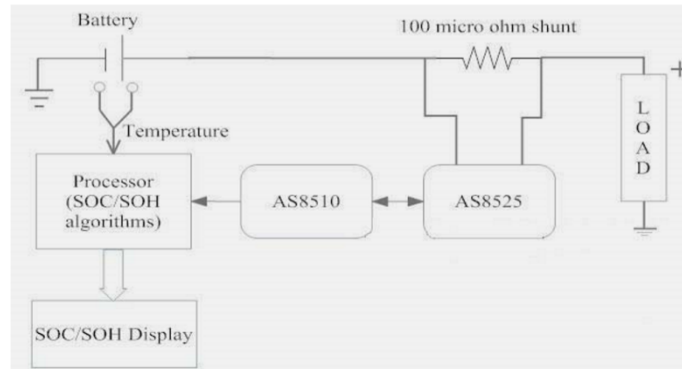 Battery
100 micro ohm shunt
+
Temperature
L
O
A
D
Processor
(SOC/SOH
algorithms)
AS8510
AS8525
SOC/SOH Display